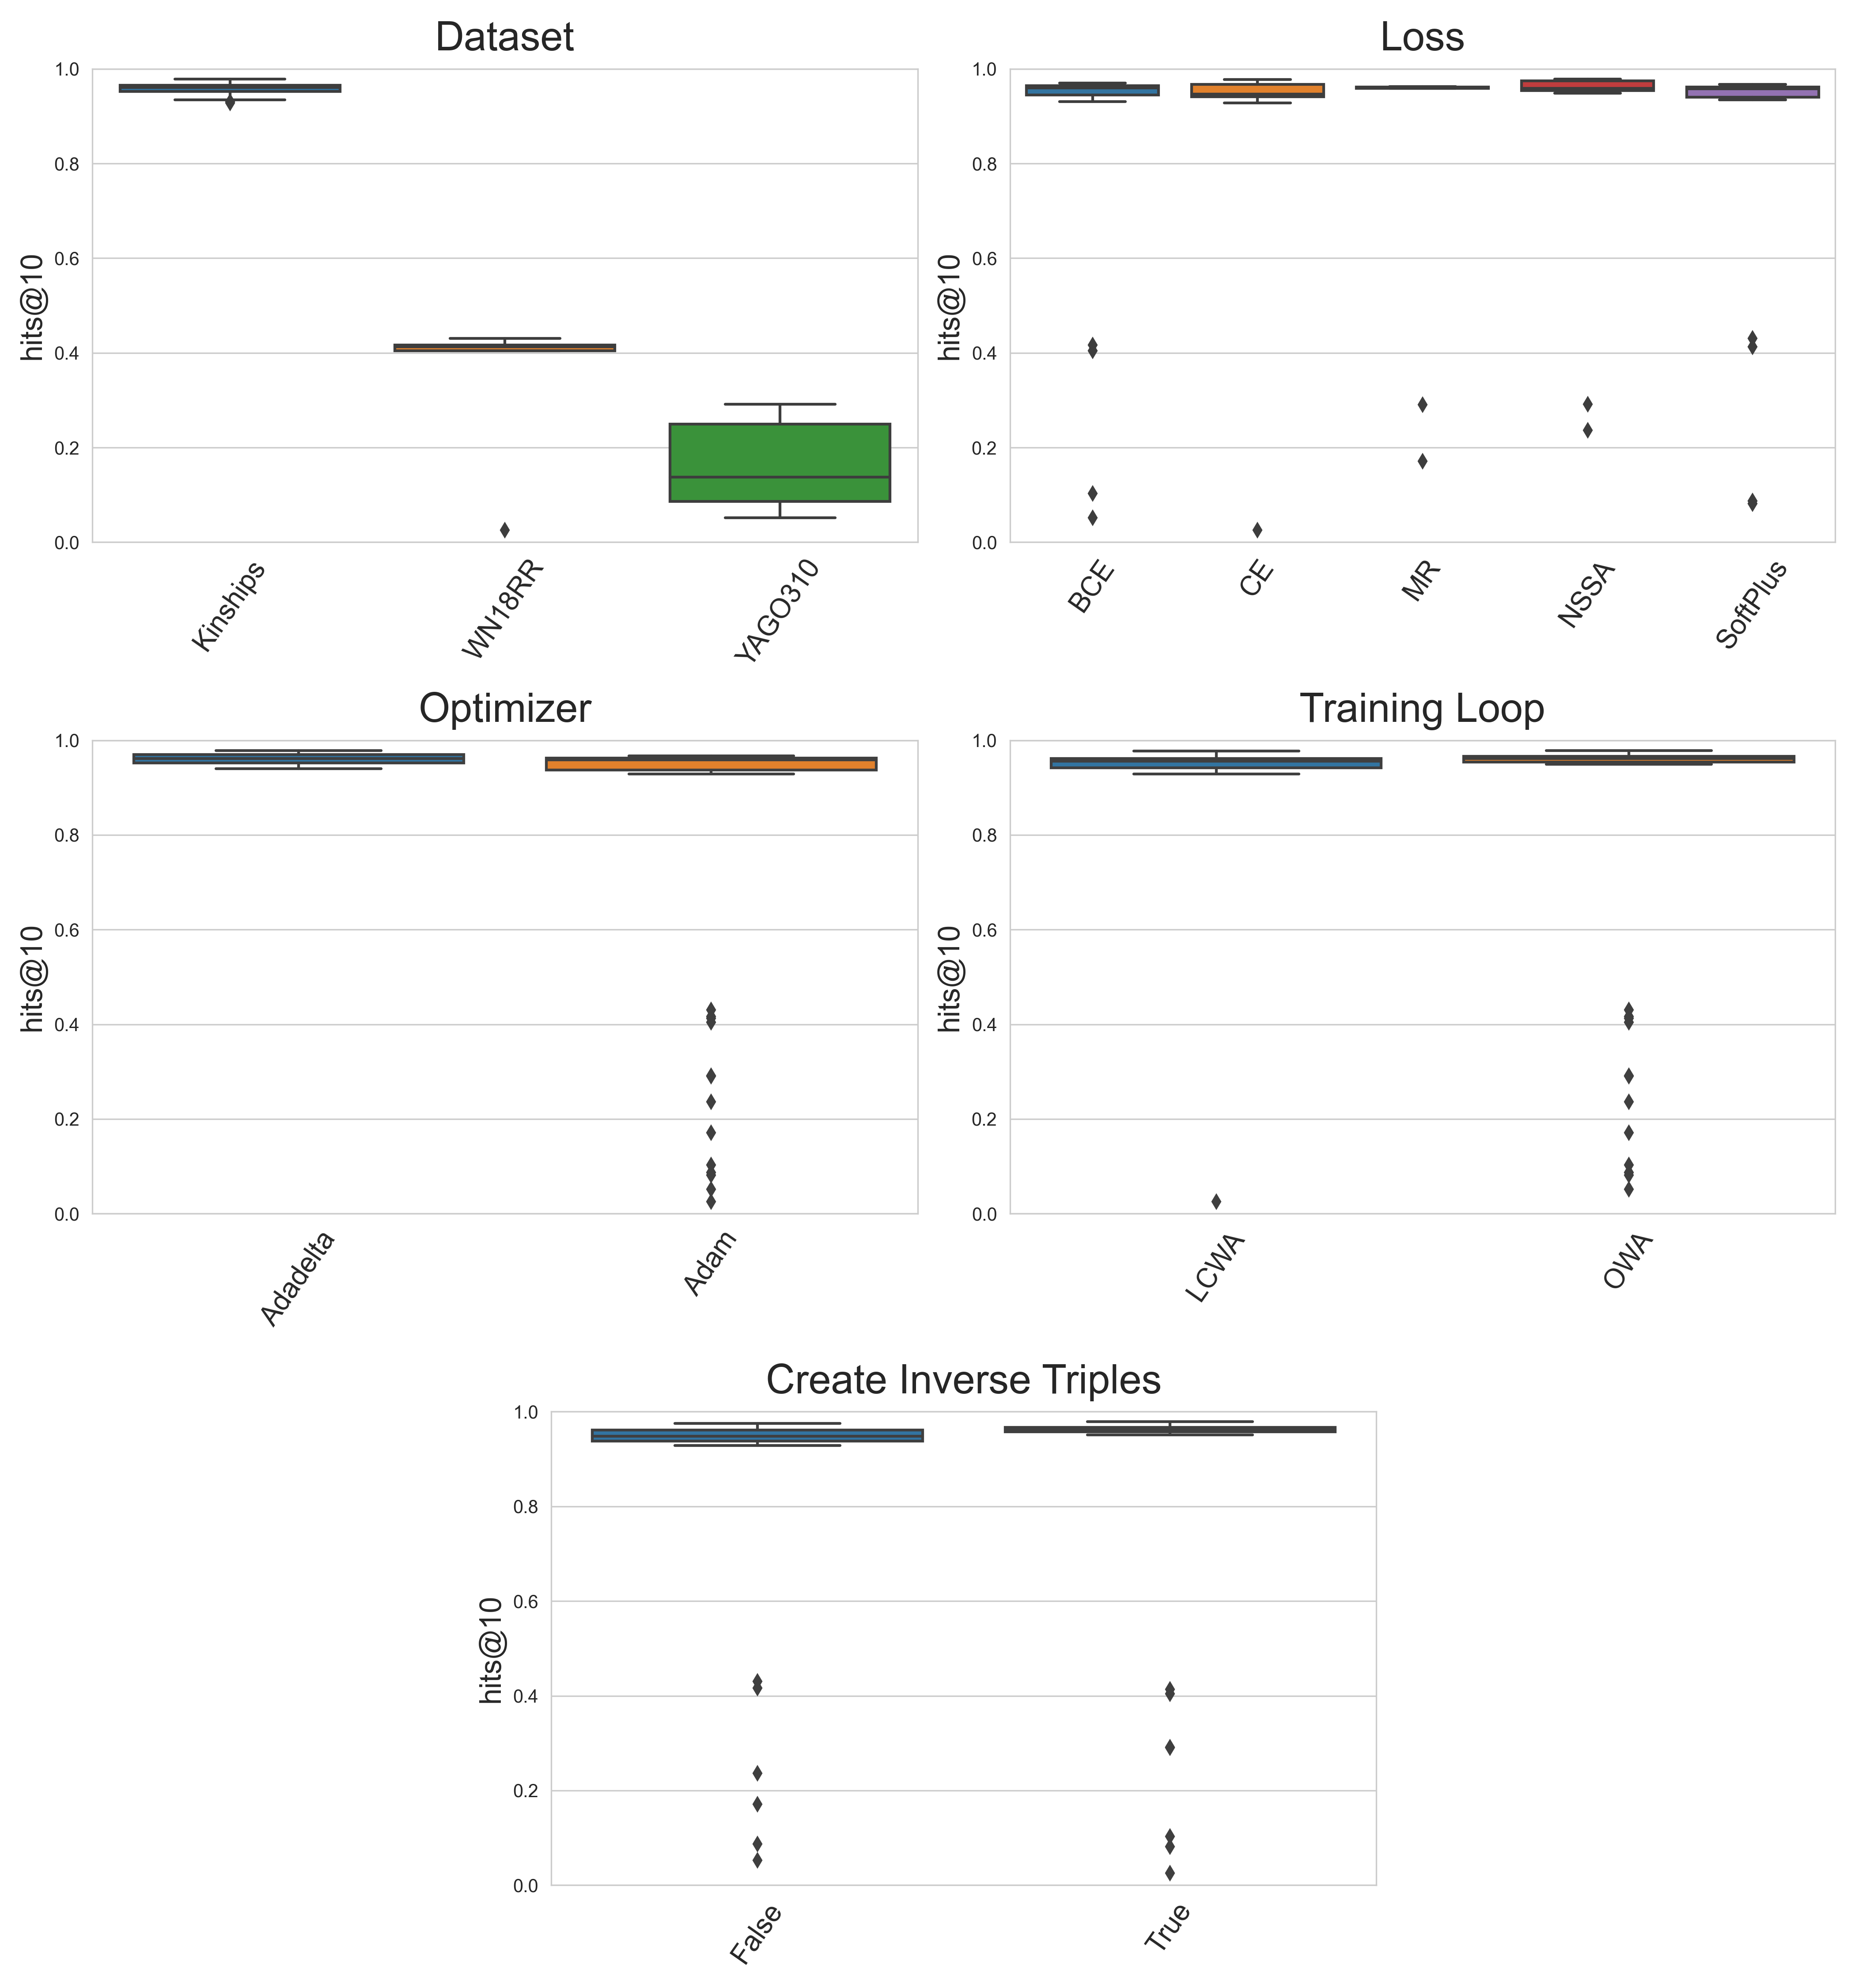 Dataset
1.0
0.8
0.6
0.4
0.2
0.0
hits@10
Kinships
WN18RR
YAGO310
Loss
1.0
0.8
0.6
0.4
0.2
0.0
hits@10
BCE
CE
MR
NSSA
SoftPlus
Optimizer
1.0
0.8
0.6
0.4
0.2
0.0
hits@10
Adadelta
Adam
Training Loop
1.0
0.8
0.6
0.4
0.2
0.0
hits@10
LCWA
OWA
Create Inverse Triples
1.0
0.8
0.6
0.4
0.2
0.0
hits@10
False
True